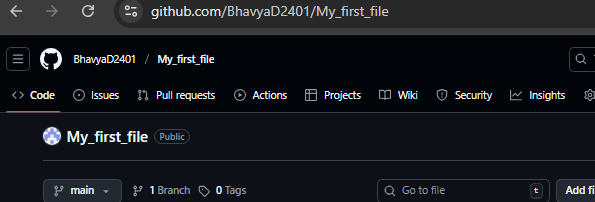 github.com/BhavyaD2401/My_first_file
BhavyaD2401 / My_first_file
Code Issues Pull requests Actions Projects Wiki Security Insights
My_first_file Public
main 1 Branch 0 Tags Go to file t Add fi